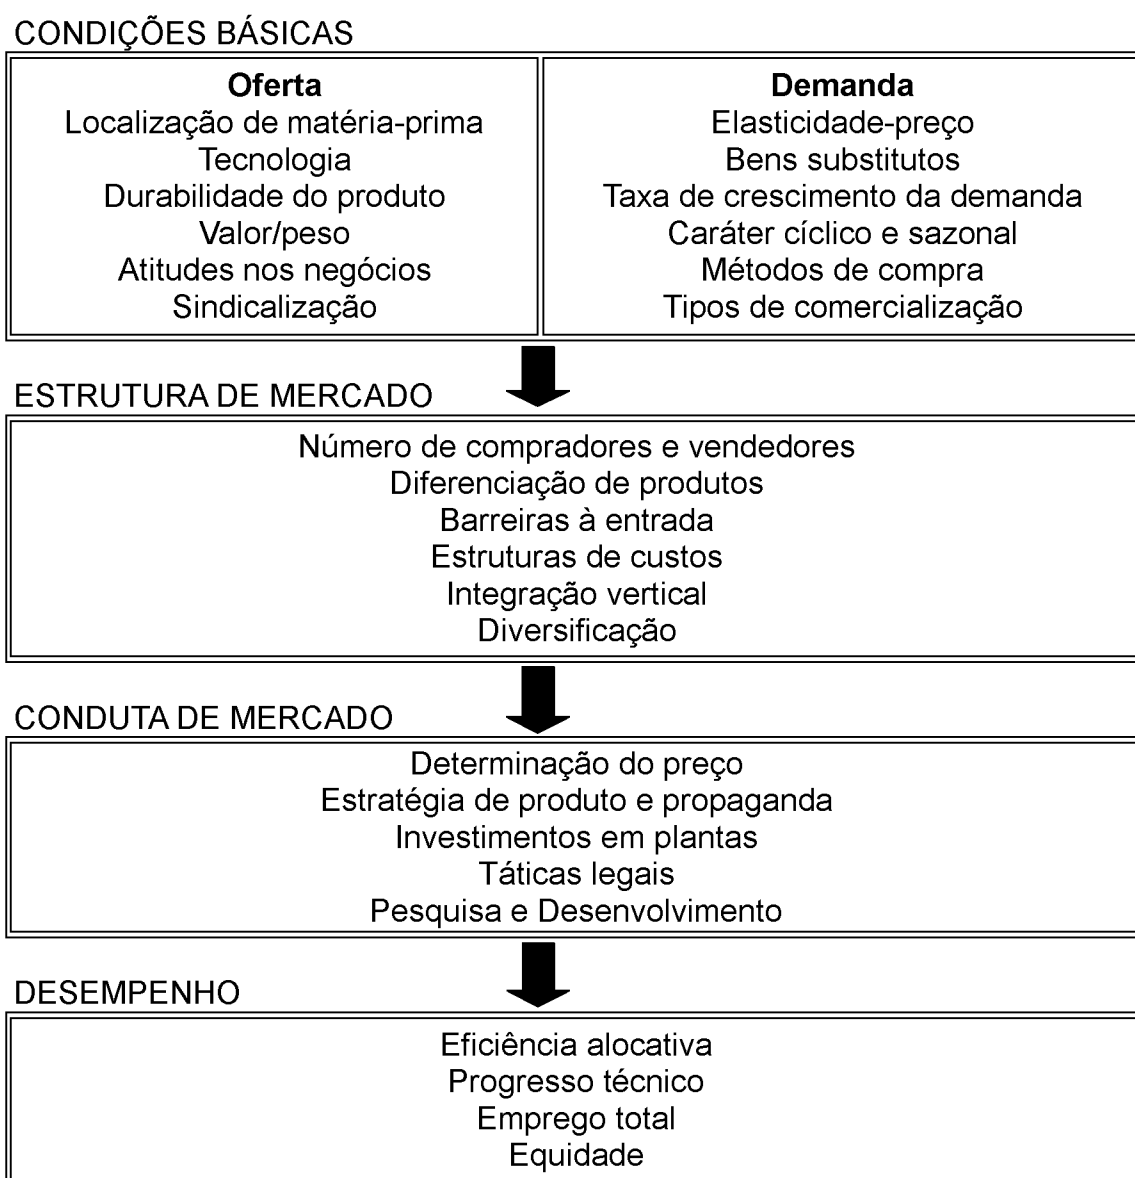 CONDIÇÕES BÁSICAS
Oferta
Localização de matéria-prima
Tecnologia
Durabilidade do produto
Valor/peso
Atitudes nos negócios
Sindicalização
Demanda
Elasticidade-preço
Bens substitutos
Taxa de crescimento da demanda
Caráter cíclico e sazonal
Métodos de compra
Tipos de comercialização
ESTRUTURA DE MERCADO
Número de compradores e vendedores
Diferenciação de produtos
Barreiras à entrada
Estruturas de custos
Integração vertical
Diversificação
CONDUTA DE MERCADO
Determinação do preço
Estratégia de produto e propaganda
Investimentos em plantas
Táticas legais
Pesquisa e Desenvolvimento
DESEMPENHO
Eficiência alocativa
Progresso técnico
Emprego total
Equidade